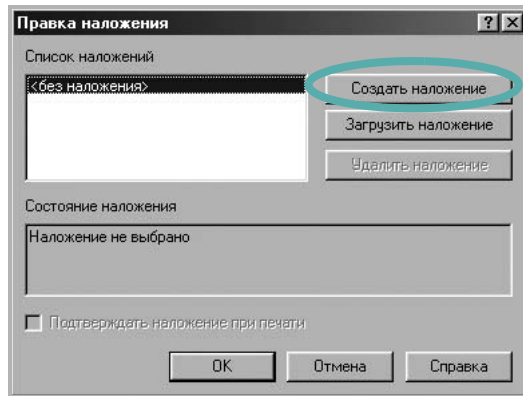 Правка наложения
Список наложений
<без наложения>
Создать наложение
Загрузить наложение
Удалить наложение
Состояние наложения
Наложение не выбрано
Подтверждать наложение при печати
OK
Отмена
Справка